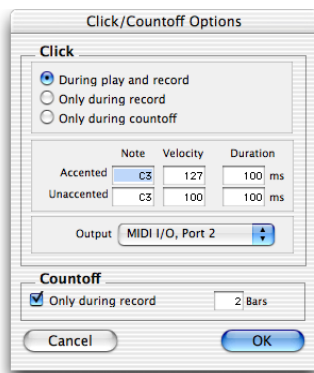 Click/Countoff Options
Click
During play and record
Only during record
Only during countoff
Note Velocity Duration
Accented C3 127 100 ms
Unaccented C3 100 100 ms
Output MIDI I/O, Port 2
Countoff
Only during record 2 Bars
Cancel OK